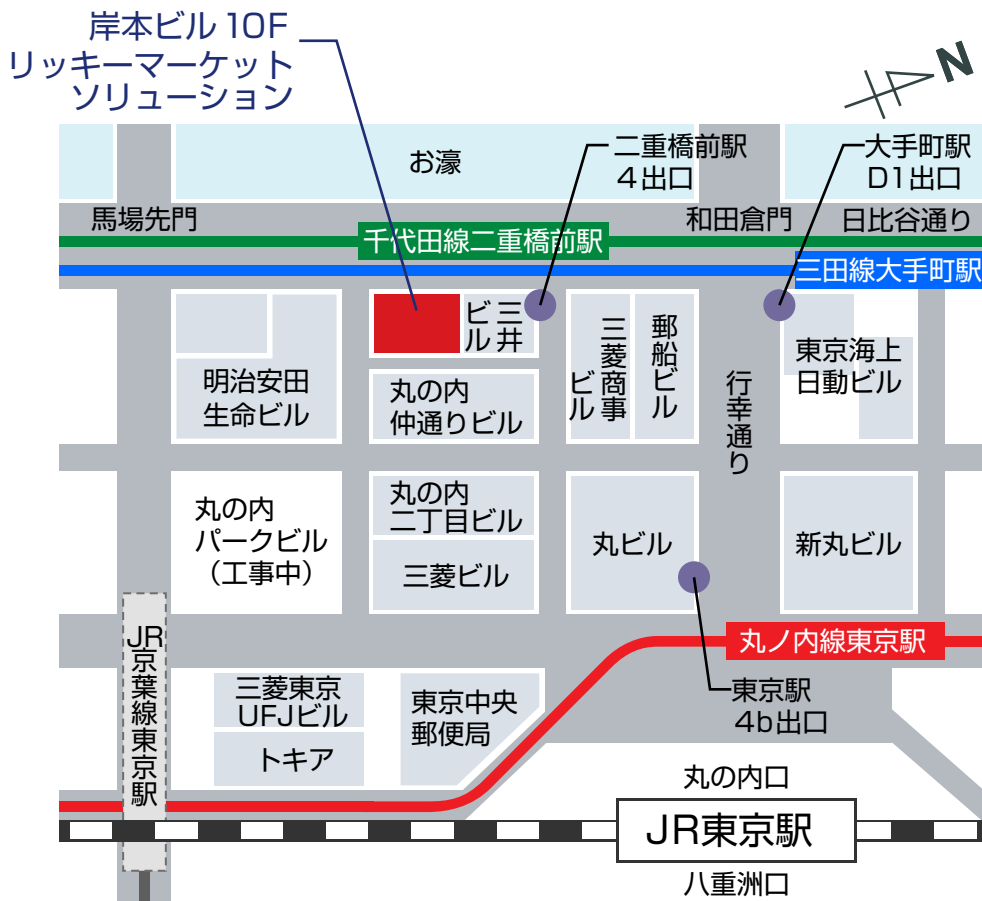 岸本ビル 10F
リッキーマーケット
ソリューション
N
お濠
二重橋前駅
4出口
大手町駅
D1出口
馬場先門
和田倉門
日比谷通り
千代田線二重橋前駅
三田線大手町駅
明治安田
生命ビル
三井
ビル
丸の内
仲通りビル
三菱商事
ビル
郵船ビル
行幸通り
東京海上
日動ビル
丸の内
パークビル
（工事中）
丸の内
二丁目ビル
三菱ビル
丸ビル
新丸ビル
丸ノ内線東京駅
JR京葉線東京駅
三菱東京
UFJビル
トキア
東京中央
郵便局
東京駅
4b出口
丸の内口
JR東京駅
八重洲口